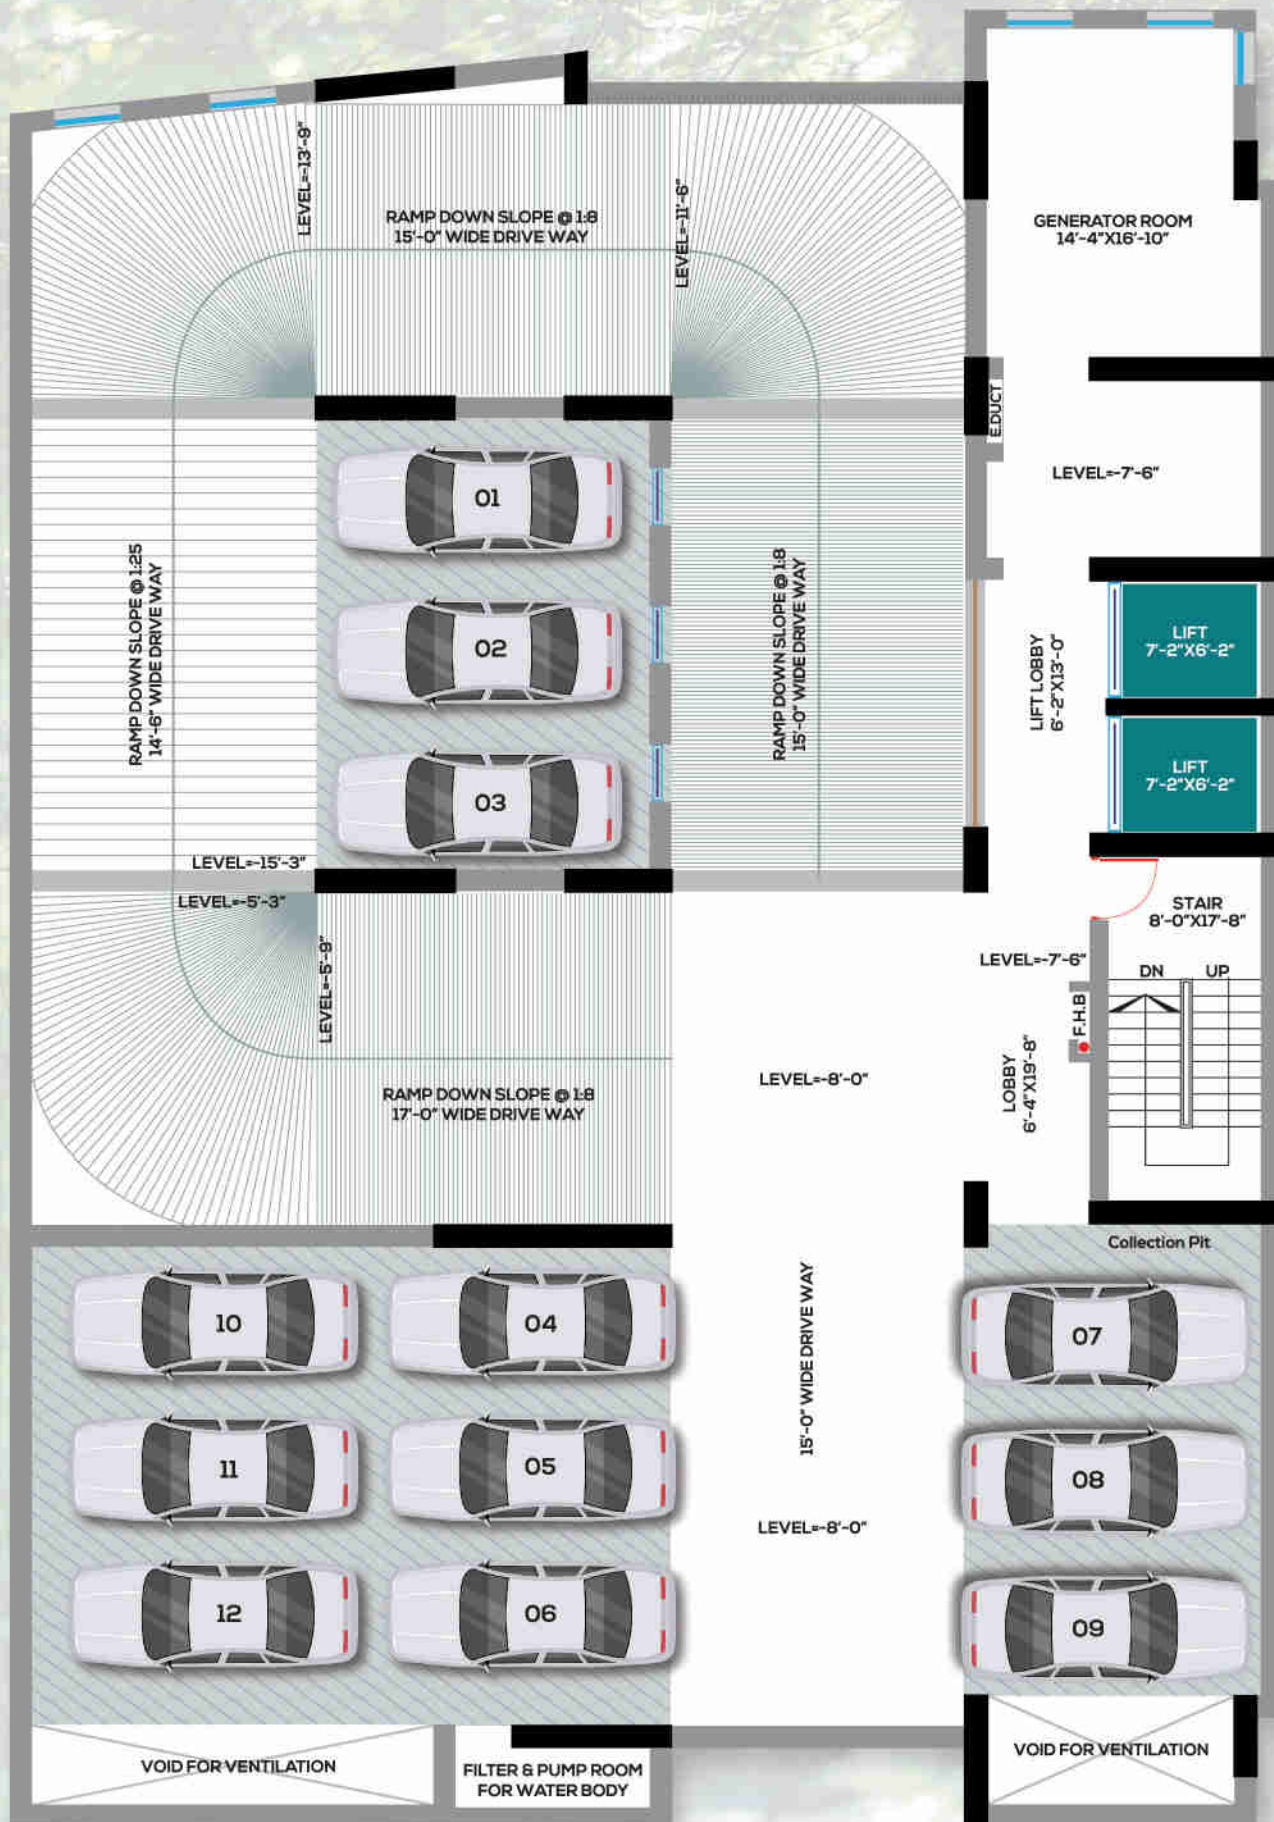 LEVEL=-13'-9"
RAMP DOWN SLOPE @ 1:8
15'-0" WIDE DRIVE WAY
LEVEL=-11'-6"
GENERATOR ROOM
14'-4"X16'-10"
E.DUCT
LEVEL=-7'-6"
01
02
03
RAMP DOWN SLOPE @ 1:25
14'-6" WIDE DRIVE WAY
RAMP DOWN SLOPE @ 1:8
15'-0" WIDE DRIVE WAY
LIFT LOBBY
6'-2"X13'-0"
LIFT
7'-2"X6'-2"
LIFT
7'-2"X6'-2"
LEVEL=-15'-3"
LEVEL=-5'-3"
LEVEL=-5'-9"
STAIR
8'-0"X17'-8"
LEVEL=-7'-6"
DN UP
F.H.B
LOBBY
6'-4"X19'-8"
LEVEL=-8'-0"
RAMP DOWN SLOPE @ 1:8
17'-0" WIDE DRIVE WAY
Collection Pit
10 04
15'-0" WIDE DRIVE WAY
07
11 05
08
LEVEL=-8'-0"
12 06
09
VOID FOR VENTILATION
FILTER & PUMP ROOM
FOR WATER BODY
VOID FOR VENTILATION